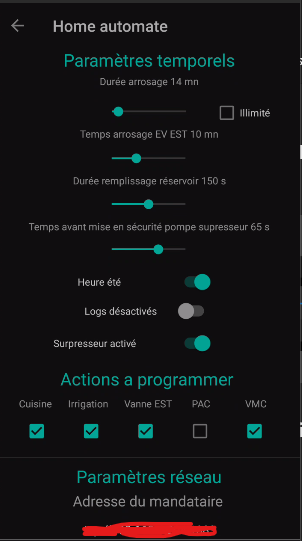 Home automate
Paramètres temporels
Durée arrosage 14 mn
Illimité
Temps arrosage EV EST 10 mn
Durée remplissage réservoir 150 s
Temps avant mise en sécurité pompe supresseur 65 s
Heure été
Logs désactivés
Surpresseur activé
Actions a programmer
Cuisine Irrigation Vanne EST PAC VMC
Paramètres réseau
Adresse du mandataire